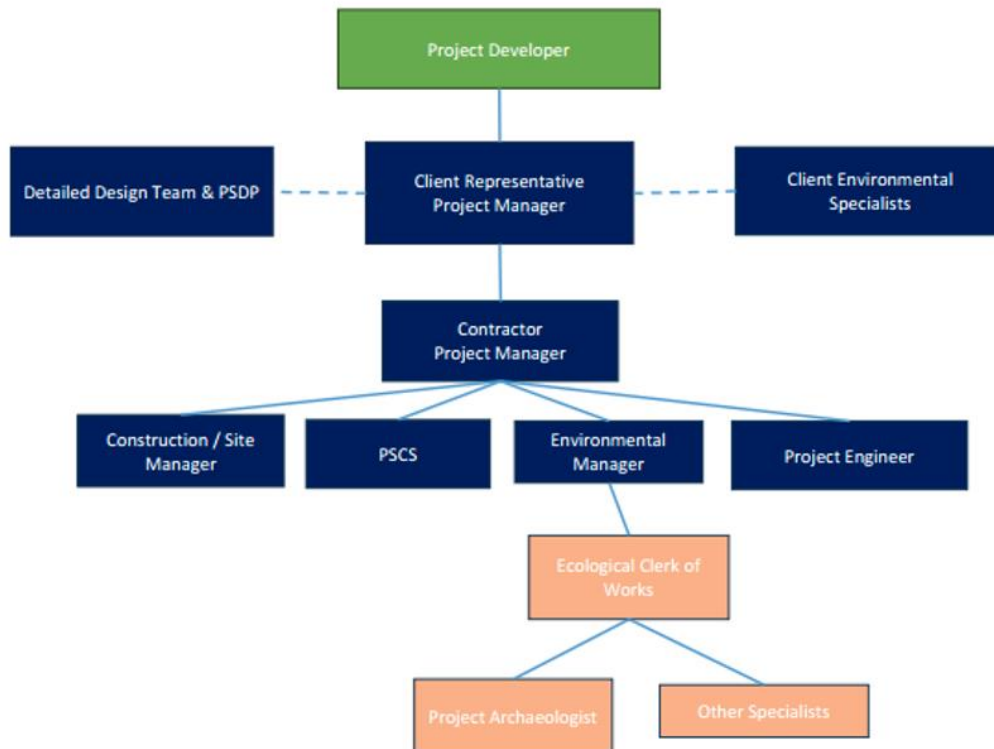 Project Developer
Detailed Design Team & PSDP
Client Representative
Project Manager
Client Environmental
Specialists
Contractor
Project Manager
Construction / Site
Manager
PSCS
Environmental
Manager
Project Engineer
Ecological Clerk of
Works
Project Archaeologist
Other Specialists